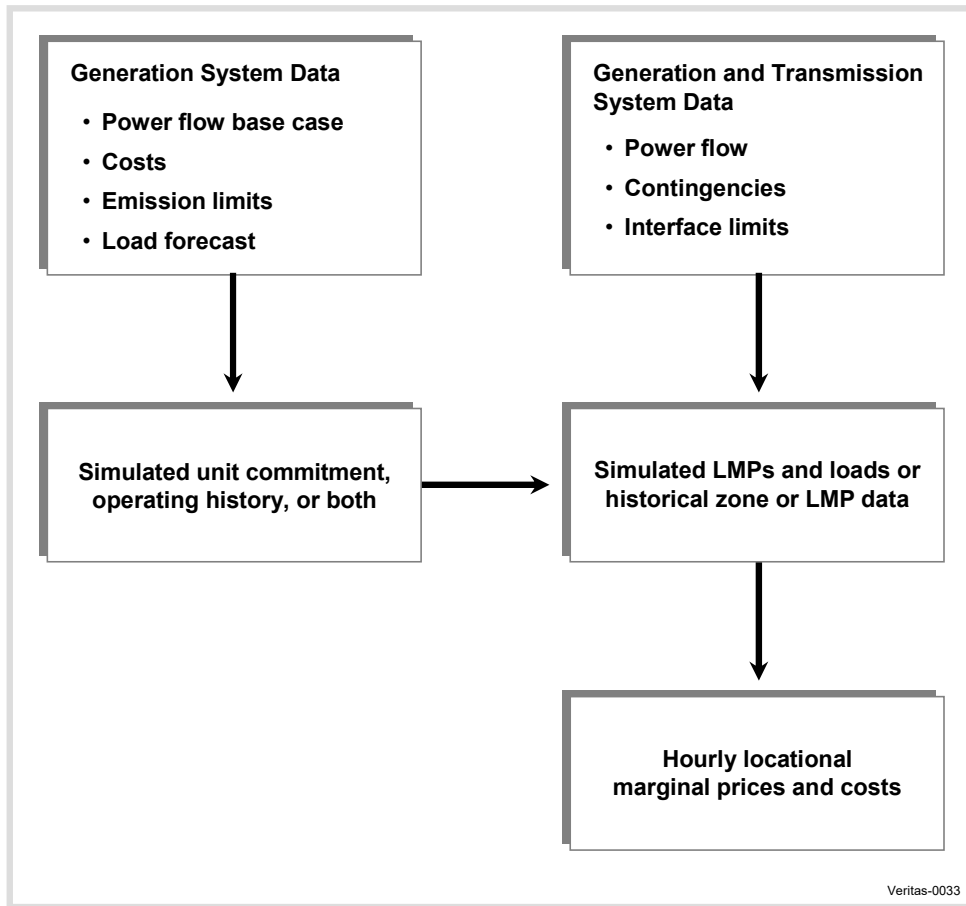 Generation System Data
• Power flow base case
• Costs
• Emission limits
• Load forecast
Generation and Transmission
System Data
• Power flow
• Contingencies
• Interface limits
Simulated unit commitment,
operating history, or both
Simulated LMPs and loads or
historical zone or LMP data
Hourly locational
marginal prices and costs
Veritas-0033